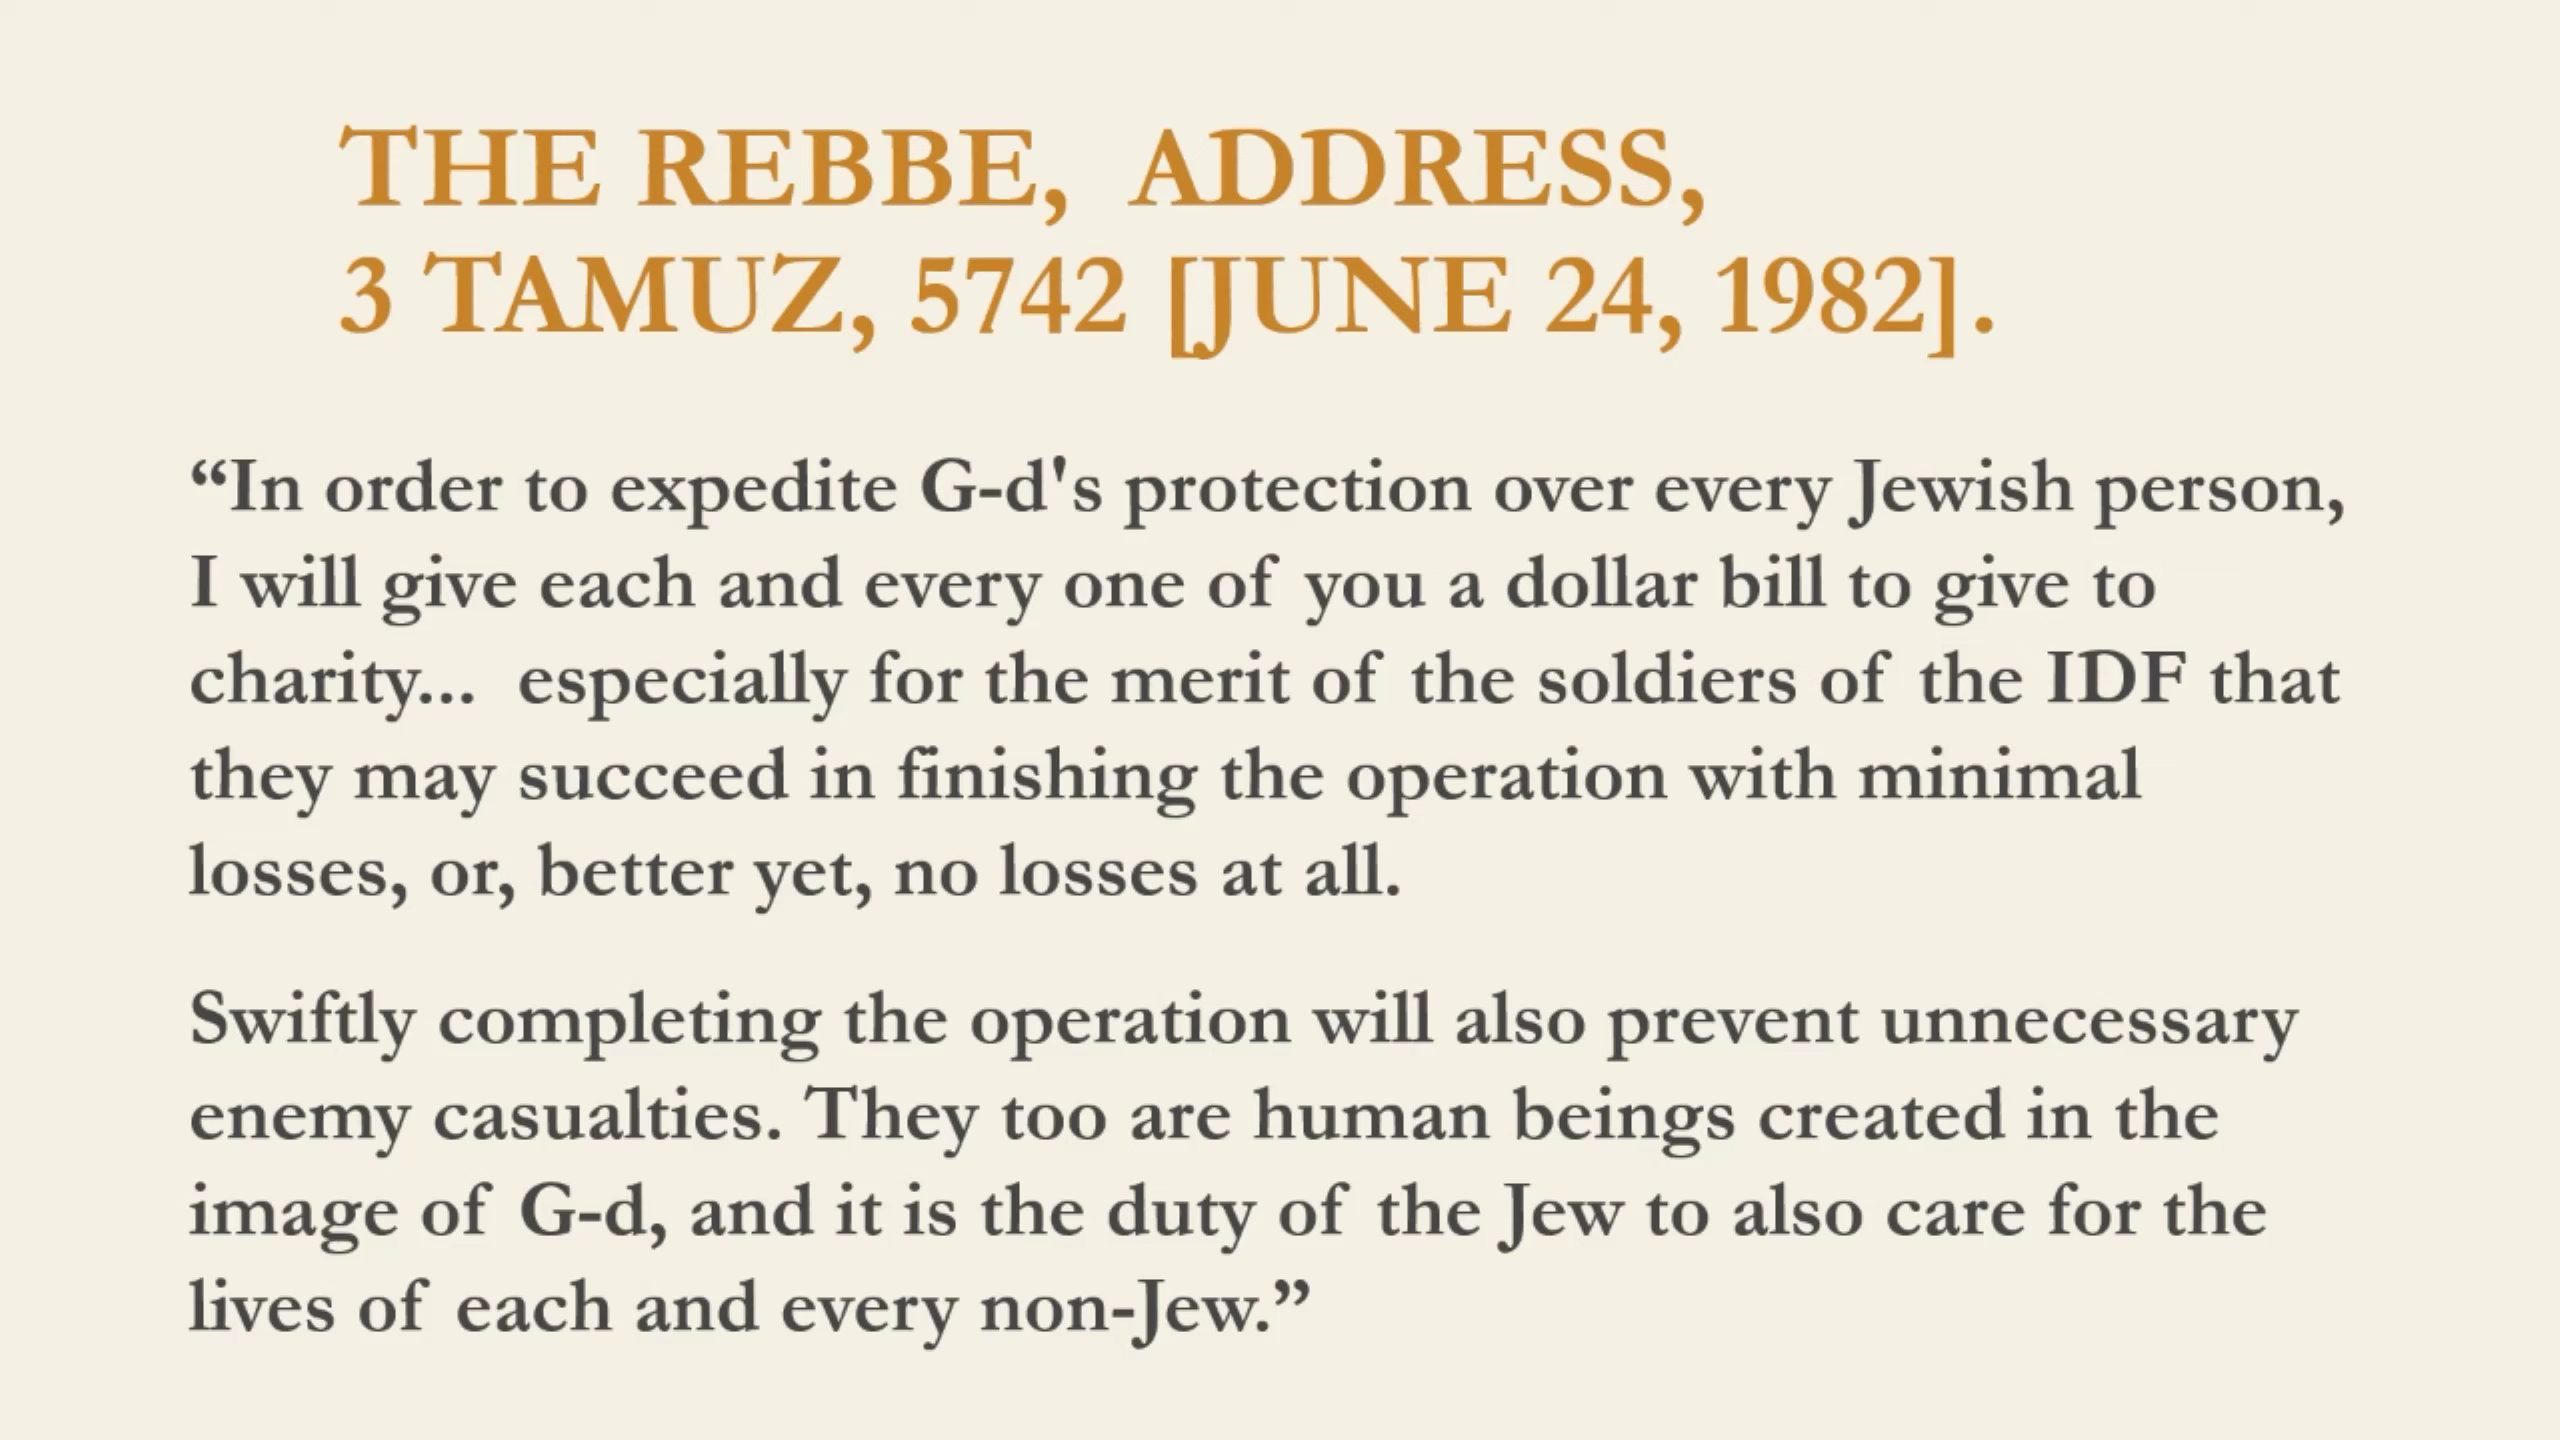 THE REBBE, ADDRESS,
3 TAMUZ, 5742 [JUNE 24, 1982].
“In order to expedite G-d's protection over every Jewish person,
I will give each and every one of you a dollar bill to give to
charity... especially for the merit of the soldiers of the IDF that
they may succeed in finishing the operation with minimal
losses, or, better yet, no losses at all.
Swiftly completing the operation will also prevent unnecessary
enemy casualties. They too are human beings created in the
image of G-d, and it is the duty of the Jew to also care for the
lives of each and every non-Jew.”